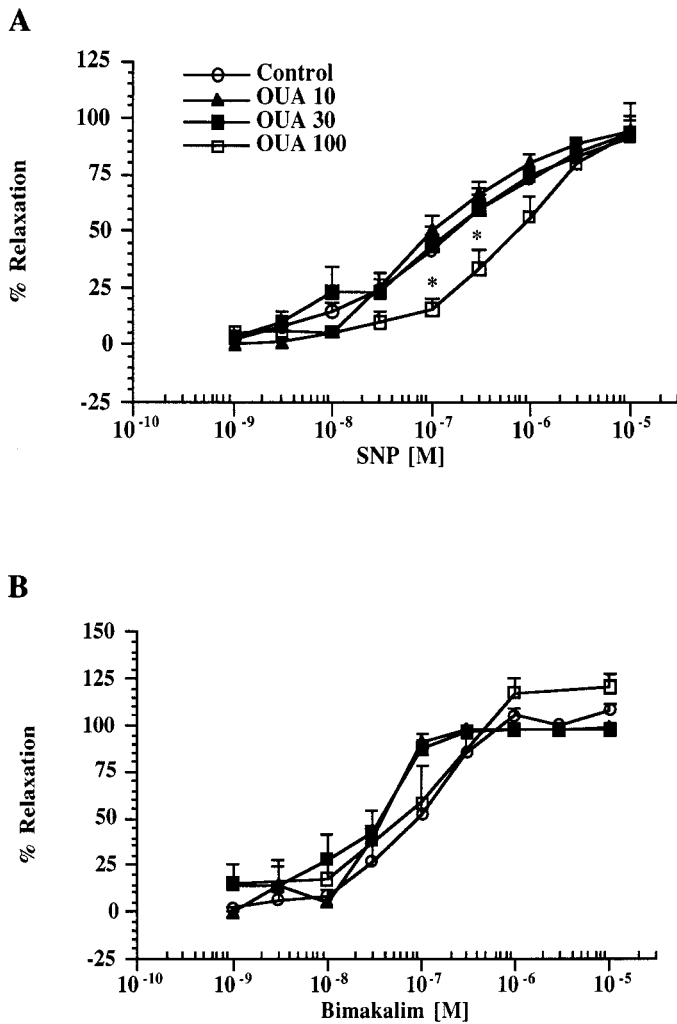 A
125
100
75
50
25
0
-25
% Relaxation
Control
OUA 10
OUA 30
OUA 100
*
*
10-10 10-9 10-8 10-7 10-6 10-5
SNP [M]
B
150
125
100
75
50
25
0
-25
% Relaxation
10-10 10-9 10-8 10-7 10-6 10-5
Bimakalim [M]